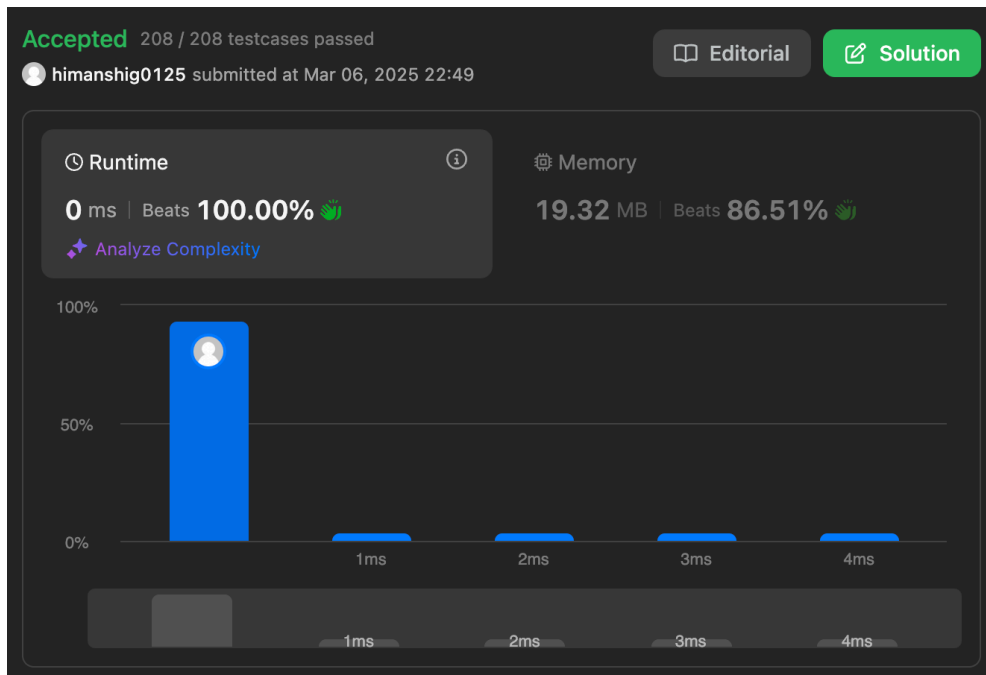 Accepted 208 / 208 testcases passed
himanshig0125 submitted at Mar 06, 2025 22:49
Editorial
Solution
Runtime
0 ms | Beats 100.00%
Analyze Complexity
Memory
19.32 MB | Beats 86.51%
100%
50%
0%
1ms 2ms 3ms 4ms
1ms 2ms 3ms 4ms